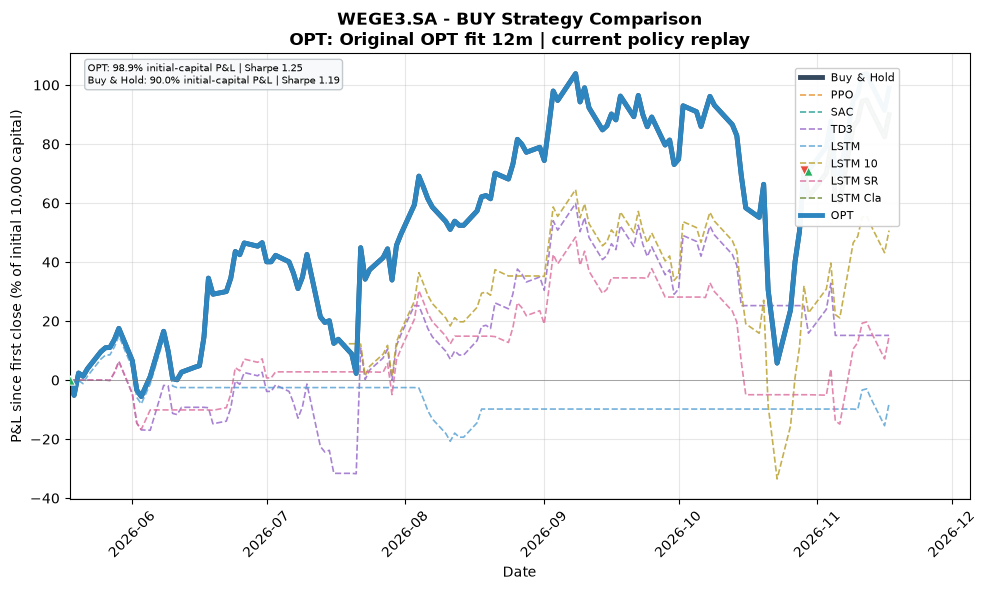 WEGE3.SA - BUY Strategy Comparison
OPT: Original OPT fit 12m | current policy replay
OPT: 98.9% initial-capital P&L | Sharpe 1.25
Buy & Hold: 90.0% initial-capital P&L | Sharpe 1.19
Buy & Hold
PPO
SAC
TD3
LSTM
LSTM 10
LSTM SR
LSTM Cla
OPT
P&L since first close (% of initial 10,000 capital)
100
80
60
40
20
0
−20
−40
2026-06
2026-07
2026-08
2026-09
2026-10
2026-11
2026-12
Date